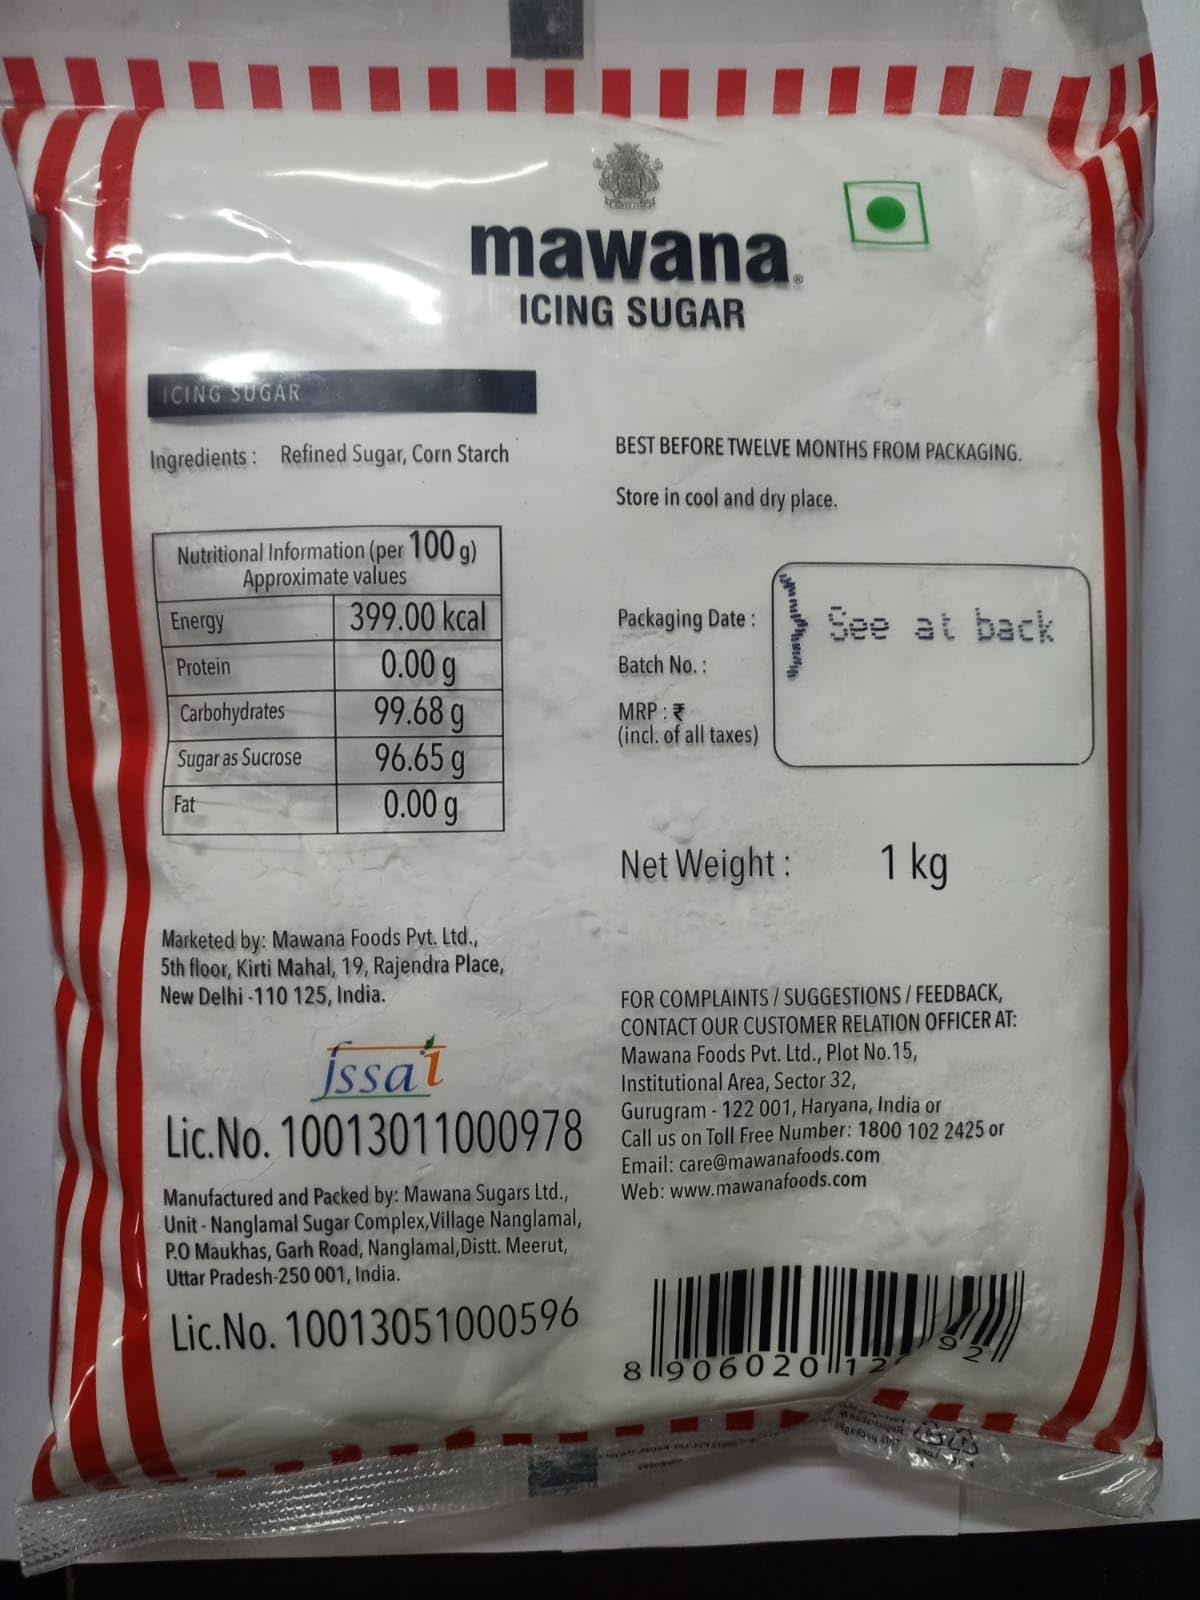 mawana®
ICING SUGAR
ICING SUGAR
Ingredients : Refined Sugar, Corn Starch
Nutritional Information (per 100 g)
Approximate values
Energy 399.00 kcal
Protein 0.00 g
Carbohydrates 99.68 g
Sugar as Sucrose 96.65 g
Fat 0.00 g
BEST BEFORE TWELVE MONTHS FROM PACKAGING.
Store in cool and dry place.
Packaging Date : See at back
Batch No. :
MRP : ₹
(incl. of all taxes)
Net Weight : 1 kg
Marketed by: Mawana Foods Pvt. Ltd.,
5th floor, Kirti Mahal, 19, Rajendra Place,
New Delhi -110 125, India.
fssai
Lic.No. 10013011000978
Manufactured and Packed by: Mawana Sugars Ltd.,
Unit - Nanglamal Sugar Complex,Village Nanglamal,
P.O Maukhas, Garh Road, Nanglamal,Distt. Meerut,
Uttar Pradesh-250 001, India.
Lic.No. 10013051000596
FOR COMPLAINTS / SUGGESTIONS / FEEDBACK,
CONTACT OUR CUSTOMER RELATION OFFICER AT:
Mawana Foods Pvt. Ltd., Plot No.15,
Institutional Area, Sector 32,
Gurugram - 122 001, Haryana, India or
Call us on Toll Free Number: 1800 102 2425 or
Email: care@mawanafoods.com
Web: www.mawanafoods.com